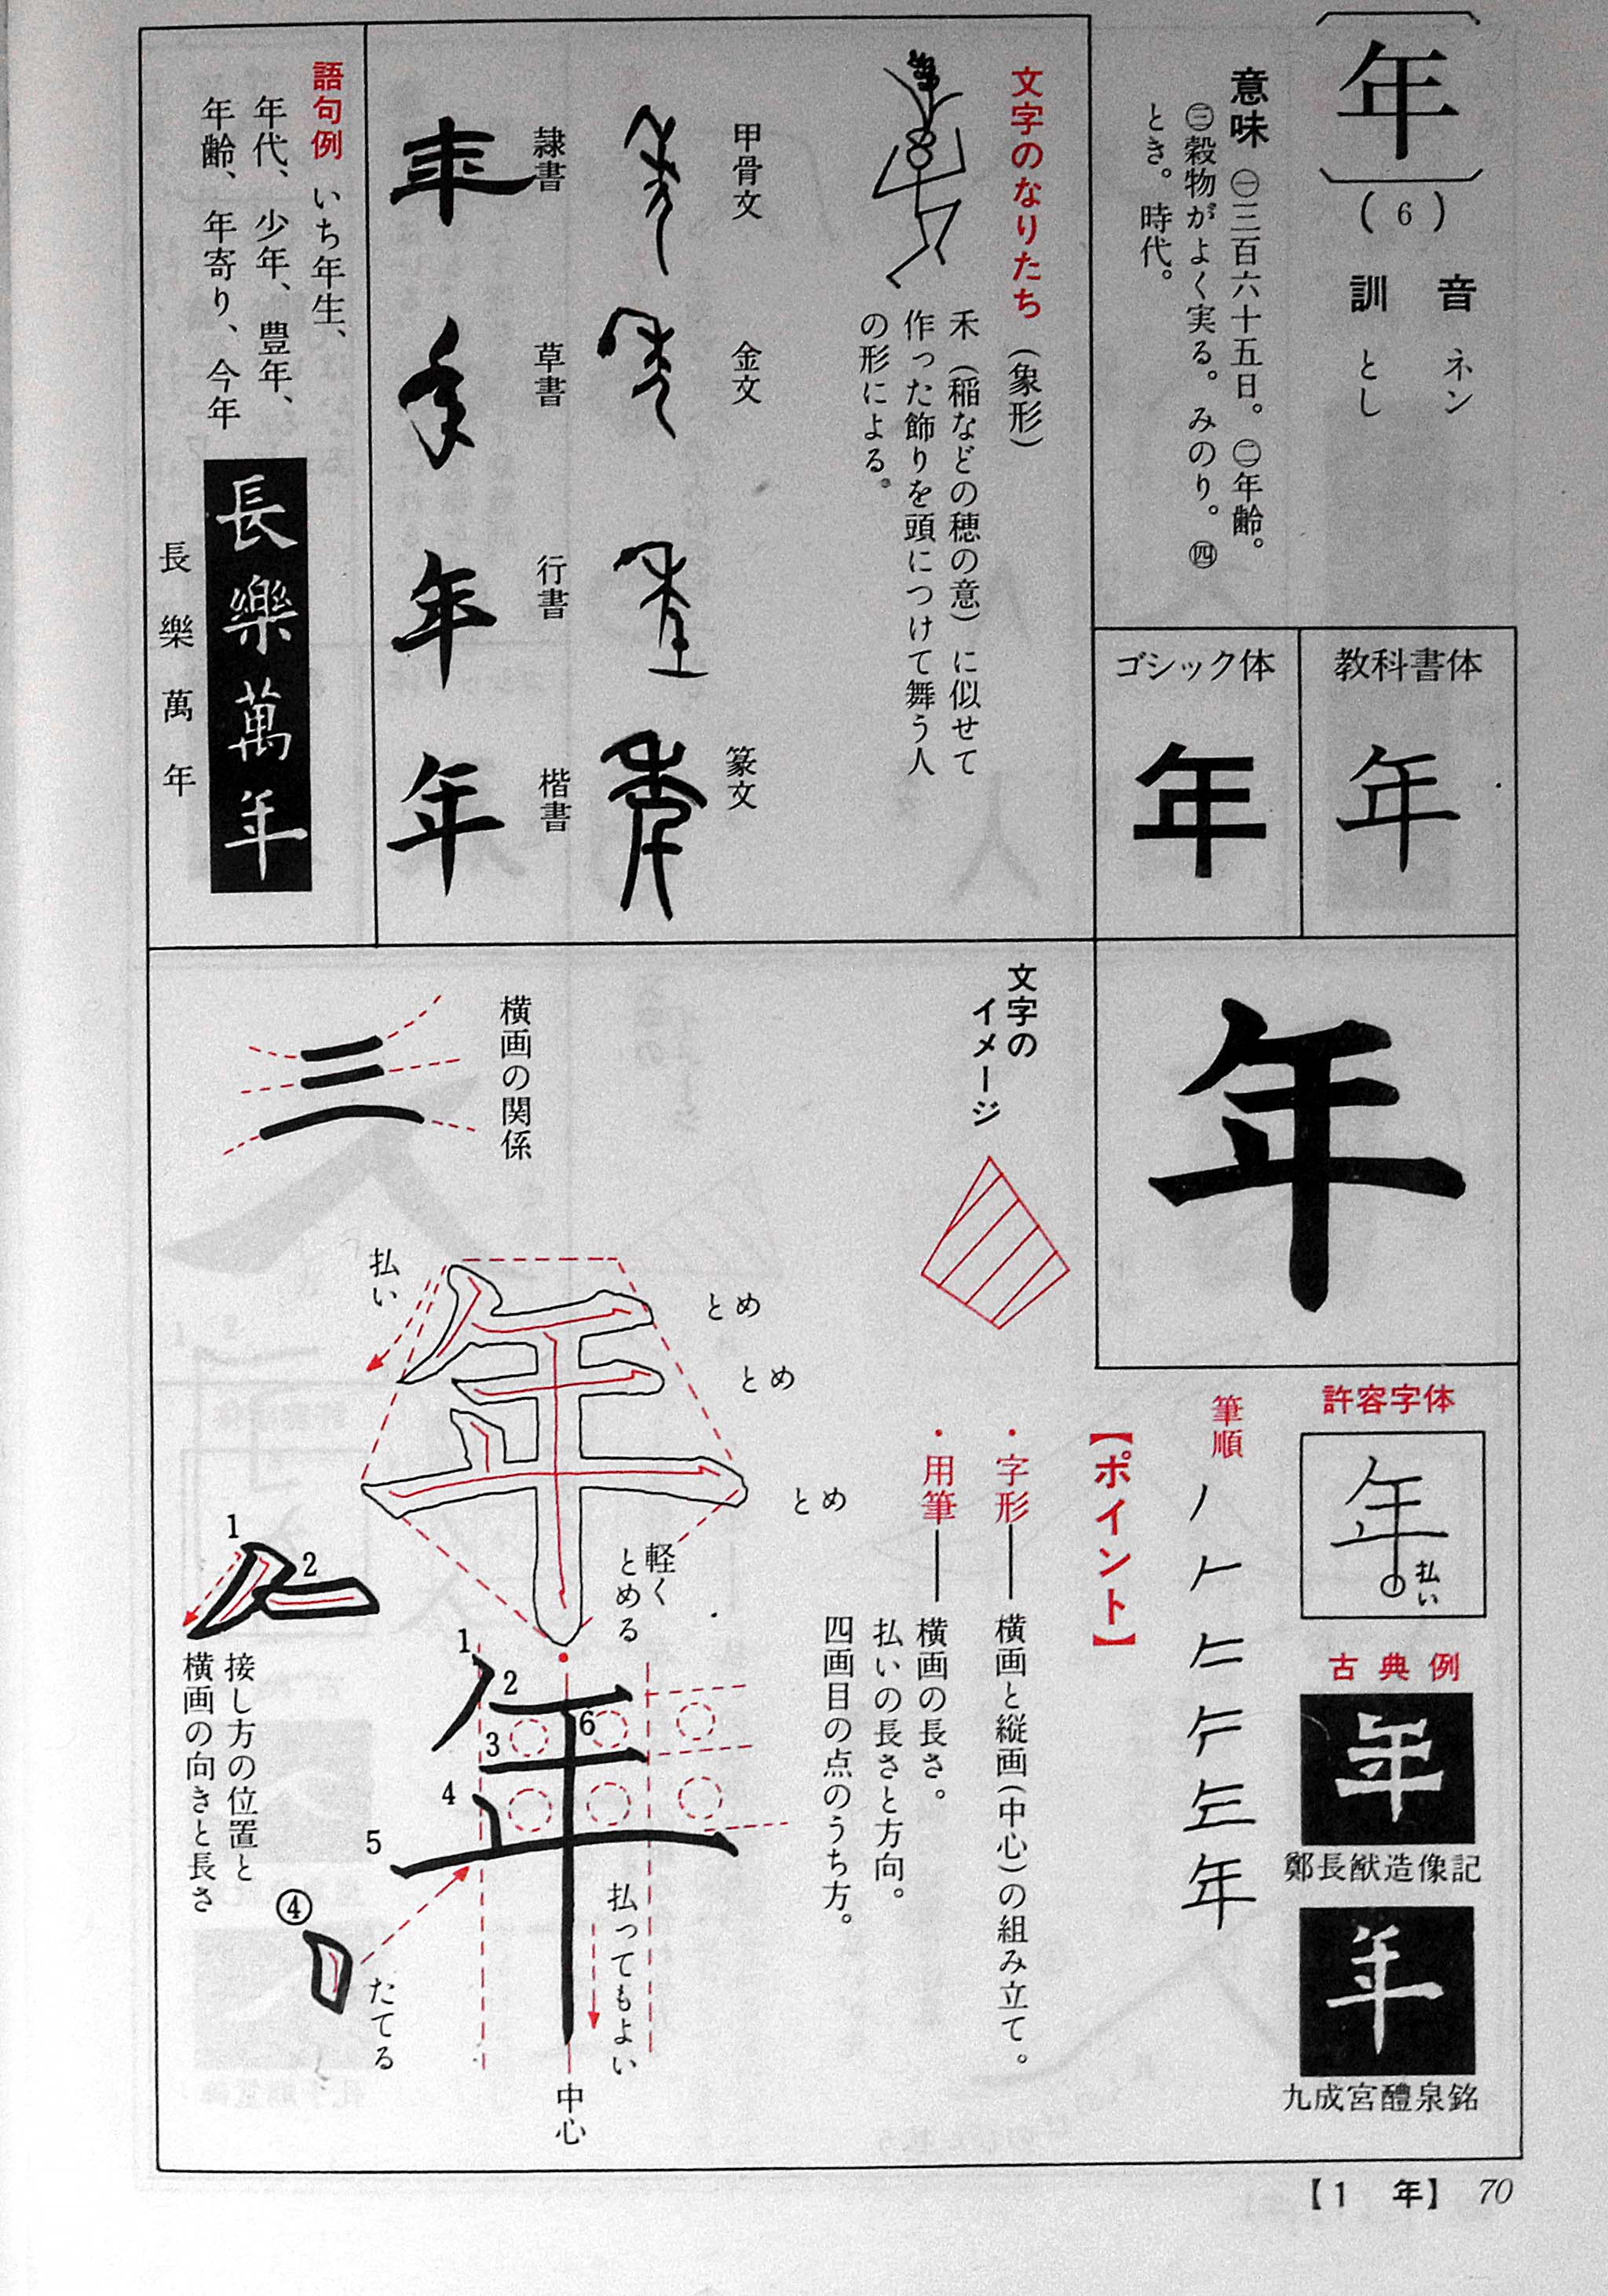 年
(6)
音 ネン
訓 とし
意味 ㊀三百六十五日。㊁年齢。
㊂穀物がよく実る。みのり。㊃
とき。時代。
教科書体
年
ゴシック体
年
文字のなりたち(象形)
禾(稲などの穂の意)に似せて
作った飾りを頭につけて舞う人
の形による。
甲骨文
金文
篆文
隷書
草書
行書
楷書
年
年
年
年
年
年
年
年
語句例 いち年生、
年代、少年、豊年、
年齢、年寄り、今年
長樂萬年
長樂萬年
年
許容字体
年
払い
古典例
年
鄭長猷造像記
年
九成宮醴泉銘
筆順
年
【ポイント】
・字形──横画と縦画(中心)の組み立て。
・用筆──横画の長さ。
払いの長さと方向。
四画目の点のうち方。
文字の
イメージ
横画の関係
三
払い
年
とめ
とめ
とめ
軽く
とめる
1
2
接し方の位置と
横画の向きと長さ
年
1
2
3
4
5
6
払ってもよい
中心
④
たてる
【1 年】 70